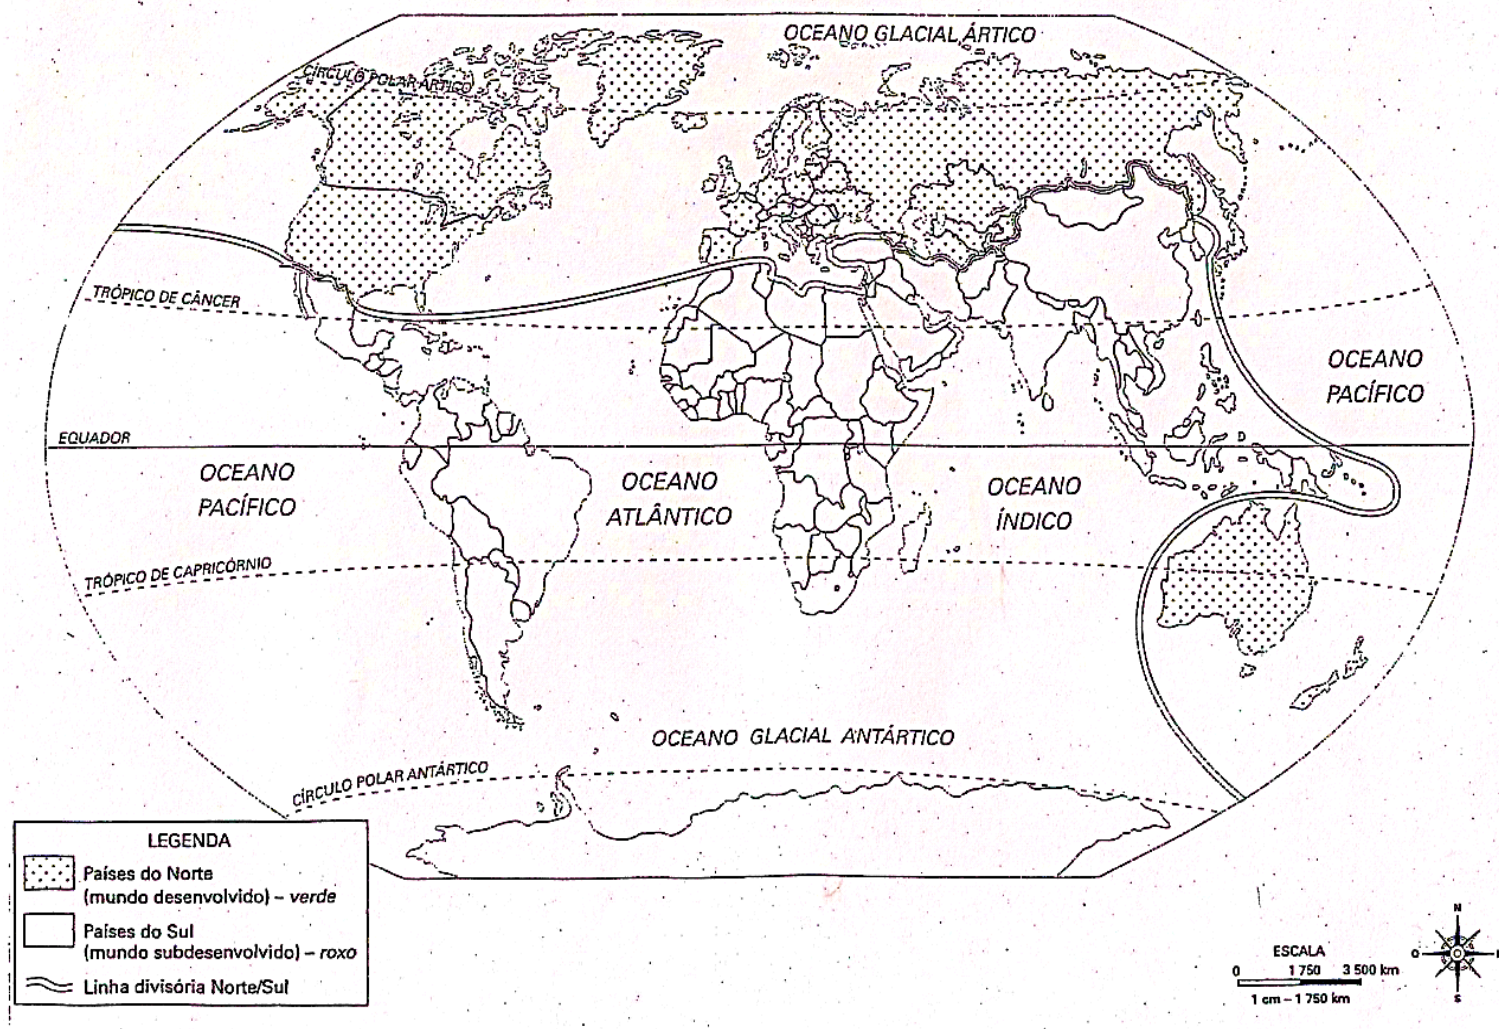 OCEANO GLACIAL ÁRTICO
CÍRCULO POLAR ÁRTICO
TRÓPICO DE CÂNCER
OCEANO
PACÍFICO
EQUADOR
OCEANO
PACÍFICO
OCEANO
ATLÂNTICO
OCEANO
ÍNDICO
TRÓPICO DE CAPRICÓRNIO
OCEANO GLACIAL ANTÁRTICO
CÍRCULO POLAR ANTÁRTICO
LEGENDA
Países do Norte
(mundo desenvolvido) – verde
Países do Sul
(mundo subdesenvolvido) – roxo
Linha divisória Norte/Sul
ESCALA
0 1 750 3 500 km
1 cm – 1 750 km
N
O
S